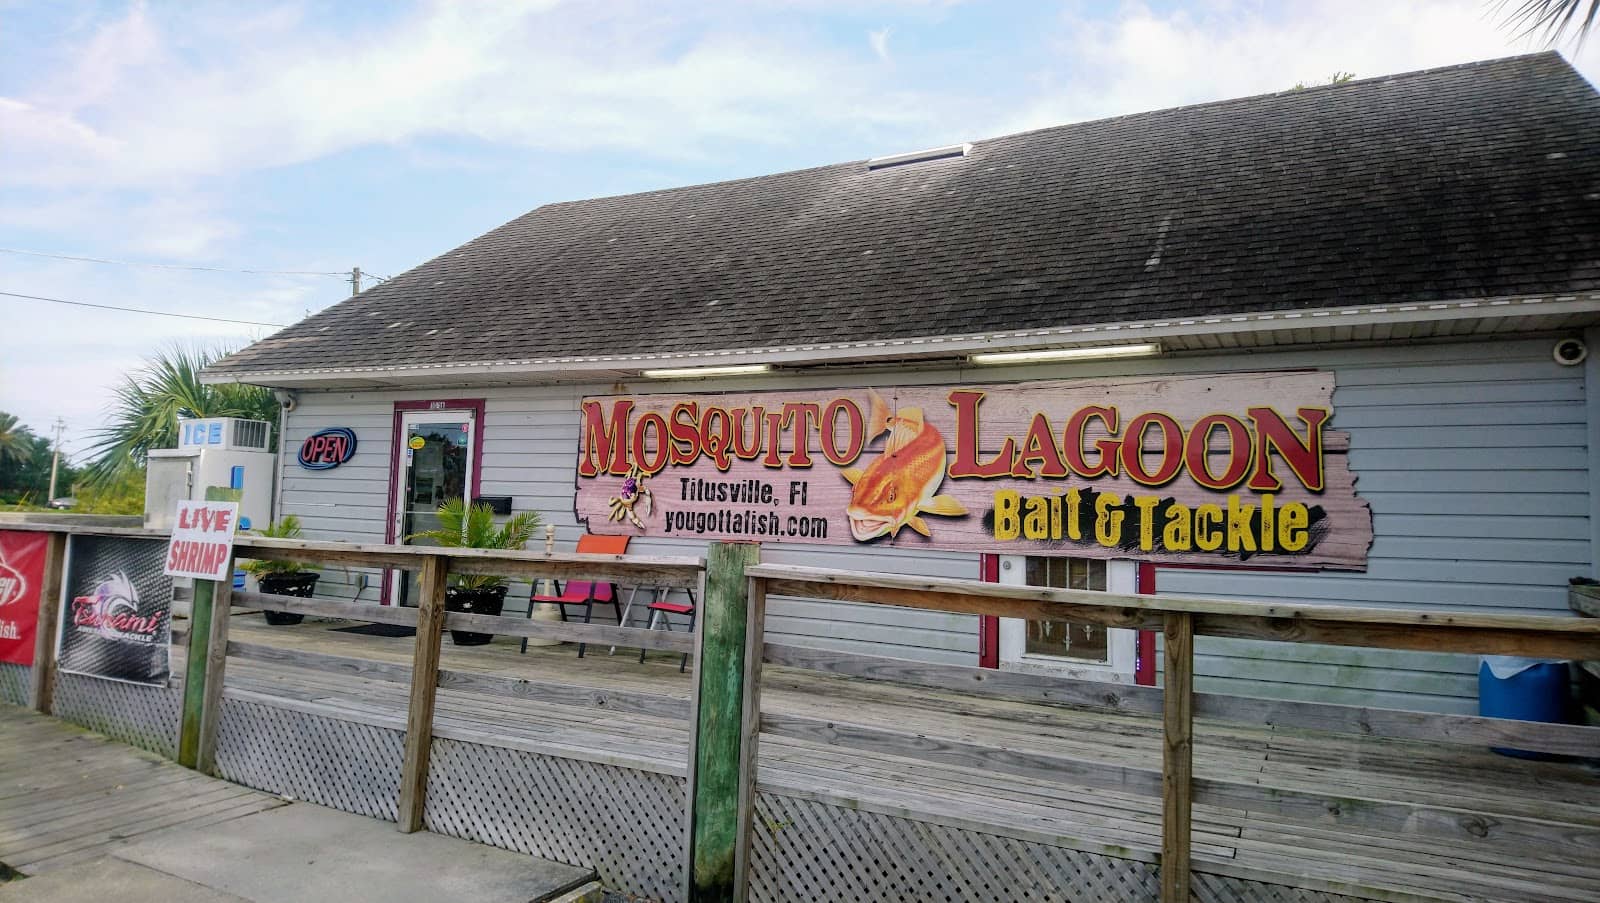 ICE
OPEN
MOSQUITO LAGOON
Titusville, Fl
yougottafish.com
Bait & Tackle
LIVE
SHRIMP
Tsunami